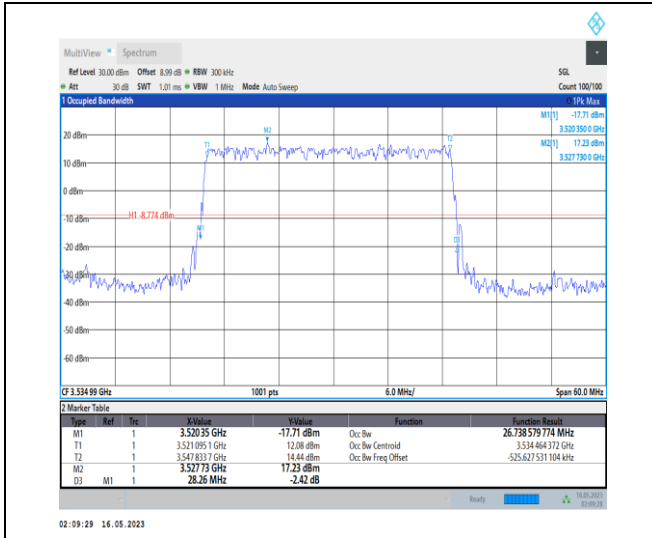 MultiView Spectrum
Ref Level 30.00 dBm Offset 8.99 dB RBW 300 kHz SGL
Att 30 dB SWT 1.01 ms VBW 1 MHz Mode Auto Sweep Count 100/100
1 Occupied Bandwidth 1Pk Max
M1[1] -17.71 dBm
3.520 350 0 GHz
M2[1] 17.23 dBm
3.527 730 0 GHz
20 dBm
M2
T1
T2
10 dBm
0 dBm
-10 dBm
H1 -8.774 dBm
M1
D3
-20 dBm
-30 dBm
-40 dBm
-50 dBm
-60 dBm
CF 3.534 99 GHz 1001 pts 6.0 MHz/ Span 60.0 MHz
2 Marker Table
Type Ref Trc X-Value Y-Value Function Function Result
M1 1 3.520 35 GHz -17.71 dBm Occ Bw 26.738 579 774 MHz
T1 1 3.521 095 1 GHz 12.08 dBm Occ Bw Centroid 3.534 464 372 GHz
T2 1 3.547 833 7 GHz 14.44 dBm Occ Bw Freq Offset -525.627 531 104 kHz
M2 1 3.527 73 GHz 17.23 dBm
D3 M1 1 28.26 MHz -2.42 dB
Ready 16.05.2023
02:09:28
02:09:29 16.05.2023